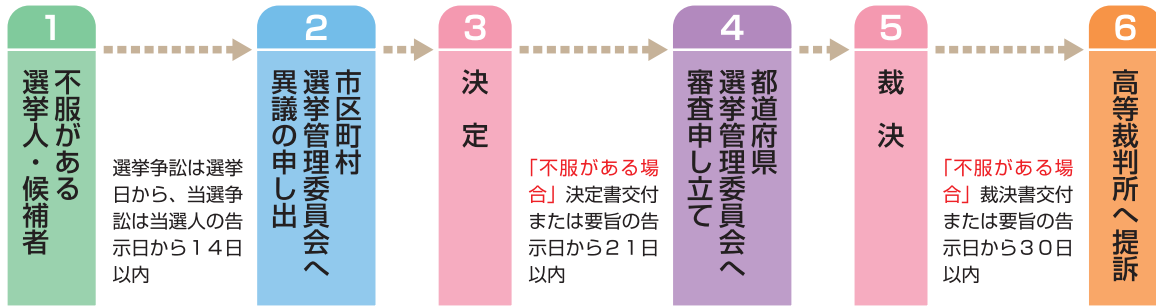 1
不服がある
選挙人・候補者
選挙争訟は選挙
日から、当選争
訟は当選人の告
示日から14日
以内
2
市区町村
選挙管理委員会へ
異議の申し出
3
決定
「不服がある場
合」決定書交付
または要旨の告
示日から21日
以内
4
都道府県
選挙管理委員会へ
審査申し立て
5
裁決
「不服がある場
合」裁決書交付
または要旨の告
示日から30日
以内
6
高等裁判所へ提訴